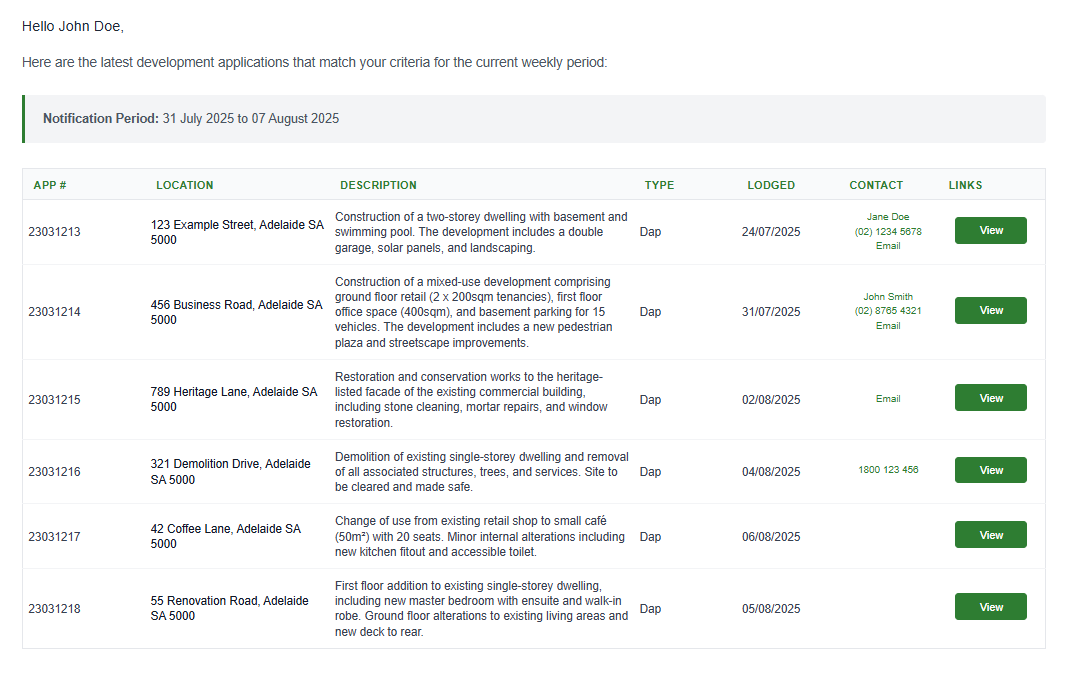 Hello John Doe,
Here are the latest development applications that match your criteria for the current weekly period:
Notification Period: 31 July 2025 to 07 August 2025
APP # LOCATION DESCRIPTION TYPE LODGED CONTACT LINKS
23031213
123 Example Street, Adelaide SA
5000
Construction of a two-storey dwelling with basement and
swimming pool. The development includes a double
garage, solar panels, and landscaping.
Dap
24/07/2025
Jane Doe
(02) 1234 5678
Email
View
23031214
456 Business Road, Adelaide SA
5000
Construction of a mixed-use development comprising
ground floor retail (2 x 200sqm tenancies), first floor
office space (400sqm), and basement parking for 15
vehicles. The development includes a new pedestrian
plaza and streetscape improvements.
Dap
31/07/2025
John Smith
(02) 8765 4321
Email
View
23031215
789 Heritage Lane, Adelaide SA
5000
Restoration and conservation works to the heritage-
listed facade of the existing commercial building,
including stone cleaning, mortar repairs, and window
restoration.
Dap
02/08/2025
Email
View
23031216
321 Demolition Drive, Adelaide
SA 5000
Demolition of existing single-storey dwelling and removal
of all associated structures, trees, and services. Site to
be cleared and made safe.
Dap
04/08/2025
1800 123 456
View
23031217
42 Coffee Lane, Adelaide SA
5000
Change of use from existing retail shop to small café
(50m²) with 20 seats. Minor internal alterations including
new kitchen fitout and accessible toilet.
Dap
06/08/2025
View
23031218
55 Renovation Road, Adelaide
SA 5000
First floor addition to existing single-storey dwelling,
including new master bedroom with ensuite and walk-in
robe. Ground floor alterations to existing living areas and
new deck to rear.
Dap
05/08/2025
View